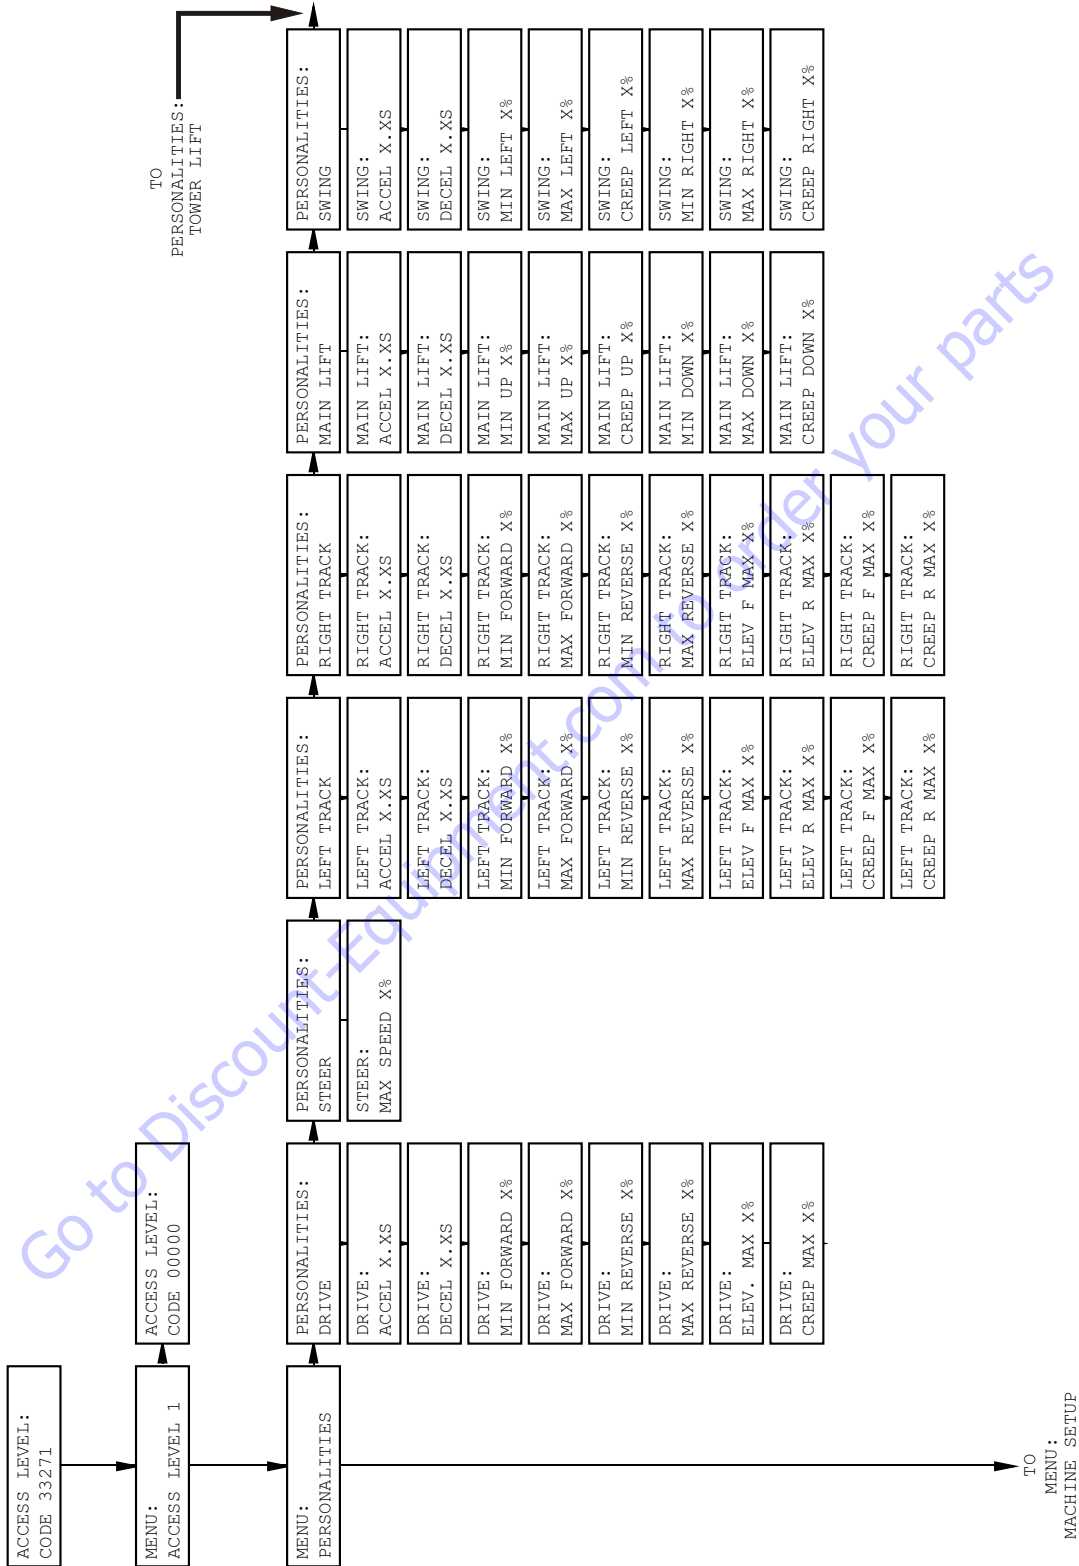 ACCESS LEVEL:
CODE 33271
MENU:
ACCESS LEVEL 1
ACCESS LEVEL:
CODE 00000
MENU:
PERSONALITIES
PERSONALITIES:
DRIVE
DRIVE:
ACCEL X.XS
DRIVE:
DECEL X.XS
DRIVE:
MIN FORWARD X%
DRIVE:
MAX FORWARD X%
DRIVE:
MIN REVERSE X%
DRIVE:
MAX REVERSE X%
DRIVE:
ELEV. MAX X%
DRIVE:
CREEP MAX X%
PERSONALITIES:
STEER
STEER:
MAX SPEED X%
PERSONALITIES:
LEFT TRACK
LEFT TRACK:
ACCEL X.XS
LEFT TRACK:
DECEL X.XS
LEFT TRACK:
MIN FORWARD X%
LEFT TRACK:
MAX FORWARD X%
LEFT TRACK:
MIN REVERSE X%
LEFT TRACK:
MAX REVERSE X%
LEFT TRACK:
ELEV F MAX X%
LEFT TRACK:
ELEV R MAX X%
LEFT TRACK:
CREEP F MAX X%
LEFT TRACK:
CREEP R MAX X%
PERSONALITIES:
RIGHT TRACK
RIGHT TRACK:
ACCEL X.XS
RIGHT TRACK:
DECEL X.XS
RIGHT TRACK:
MIN FORWARD X%
RIGHT TRACK:
MAX FORWARD X%
RIGHT TRACK:
MIN REVERSE X%
RIGHT TRACK:
MAX REVERSE X%
RIGHT TRACK:
ELEV F MAX X%
RIGHT TRACK:
ELEV R MAX X%
RIGHT TRACK:
CREEP F MAX X%
RIGHT TRACK:
CREEP R MAX X%
PERSONALITIES:
MAIN LIFT
MAIN LIFT:
ACCEL X.XS
MAIN LIFT:
DECEL X.XS
MAIN LIFT:
MIN UP X%
MAIN LIFT:
MAX UP X%
MAIN LIFT:
CREEP UP X%
MAIN LIFT:
MIN DOWN X%
MAIN LIFT:
MAX DOWN X%
MAIN LIFT:
CREEP DOWN X%
PERSONALITIES:
SWING
SWING:
ACCEL X.XS
SWING:
DECEL X.XS
SWING:
MIN LEFT X%
SWING:
MAX LEFT X%
SWING:
CREEP LEFT X%
SWING:
MIN RIGHT X%
SWING:
MAX RIGHT X%
SWING:
CREEP RIGHT X%
TO
PERSONALITIES:
TOWER LIFT
TO
MENU:
MACHINE SETUP
Go to Discount-Equipment.com to order your parts